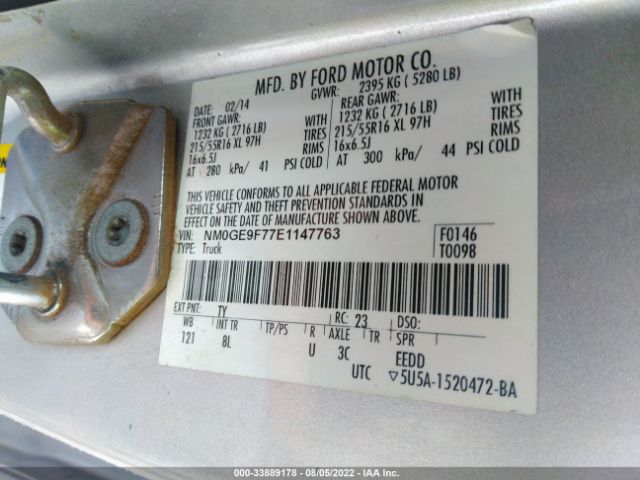 MFD. BY FORD MOTOR CO.
DATE: 02/14 GVWR: 2395 KG ( 5280 LB)
FRONT GAWR: REAR GAWR:
1232 KG ( 2716 LB) WITH 1232 KG ( 2716 LB) WITH
215/55R16 XL 97H TIRES 215/55R16 XL 97H TIRES
16x6.5J RIMS 16x6.5J RIMS
AT 280 kPa/ 41 PSI COLD AT 300 kPa/ 44 PSI COLD
THIS VEHICLE CONFORMS TO ALL APPLICABLE FEDERAL MOTOR
VEHICLE SAFETY AND THEFT PREVENTION STANDARDS IN
EFFECT ON THE DATE OF MANUFACTURE SHOWN ABOVE.
VIN: NM0GE9F77E1147763 F0146
TYPE: Truck T0098
EXT PNT: TY RC: 23 DSO:
WB INT TR TP/PS R AXLE TR SPR
121 8L U 3C EEDD
UTC ▽5U5A-1520472-BA
000-33889178 - 08/05/2022 - IAA Inc.